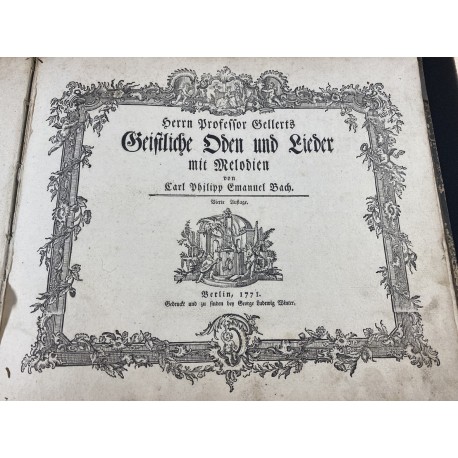 Herrn Professor Gellerts
Geistliche Oden und Lieder
mit Melodien
von
Carl Philipp Emanuel Bach.
Vierte Auflage.
Berlin, 1771.
Gedruckt und zu finden bey George Ludewig Winter.